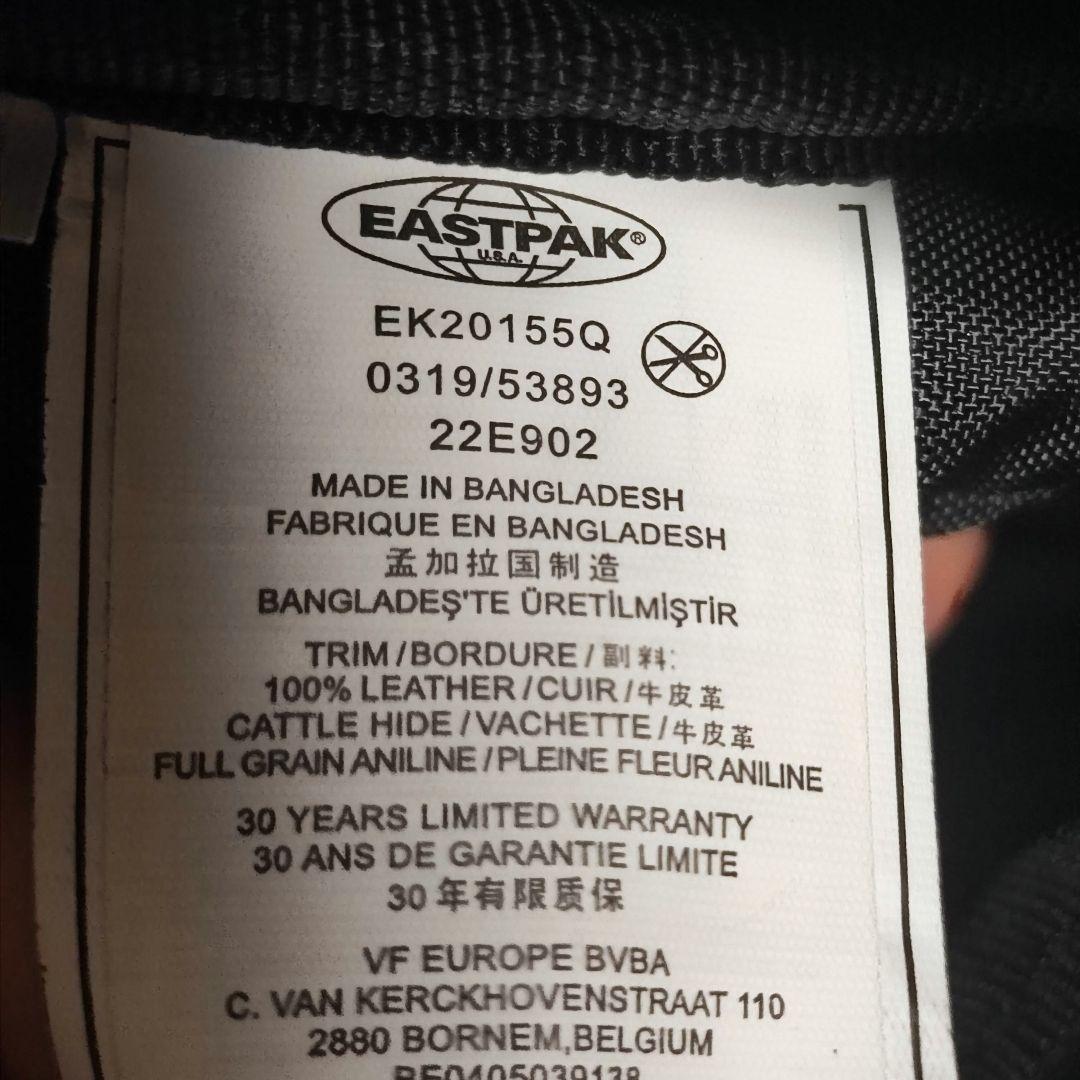 EASTPAK®
U.S.A.
EK20155Q
0319/53893
22E902
MADE IN BANGLADESH
FABRIQUE EN BANGLADESH
孟加拉国制造
BANGLADEŞ'TE ÜRETİLMİŞTİR
TRIM/BORDURE/副料:
100% LEATHER/CUIR/牛皮革
CATTLE HIDE/VACHETTE/牛皮革
FULL GRAIN ANILINE/PLEINE FLEUR ANILINE
30 YEARS LIMITED WARRANTY
30 ANS DE GARANTIE LIMITE
30年有限质保
VF EUROPE BVBA
C. VAN KERCKHOVENSTRAAT 110
2880 BORNEM,BELGIUM
BE0405039138